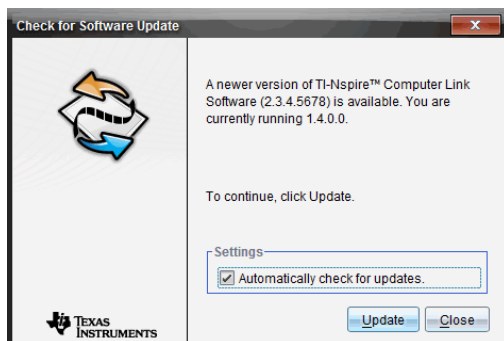 Check for Software Update
A newer version of TI-Nspire™ Computer Link
Software (2.3.4.5678) is available. You are
currently running 1.4.0.0.
To continue, click Update.
Settings
Automatically check for updates.
TEXAS
INSTRUMENTS
Update Close